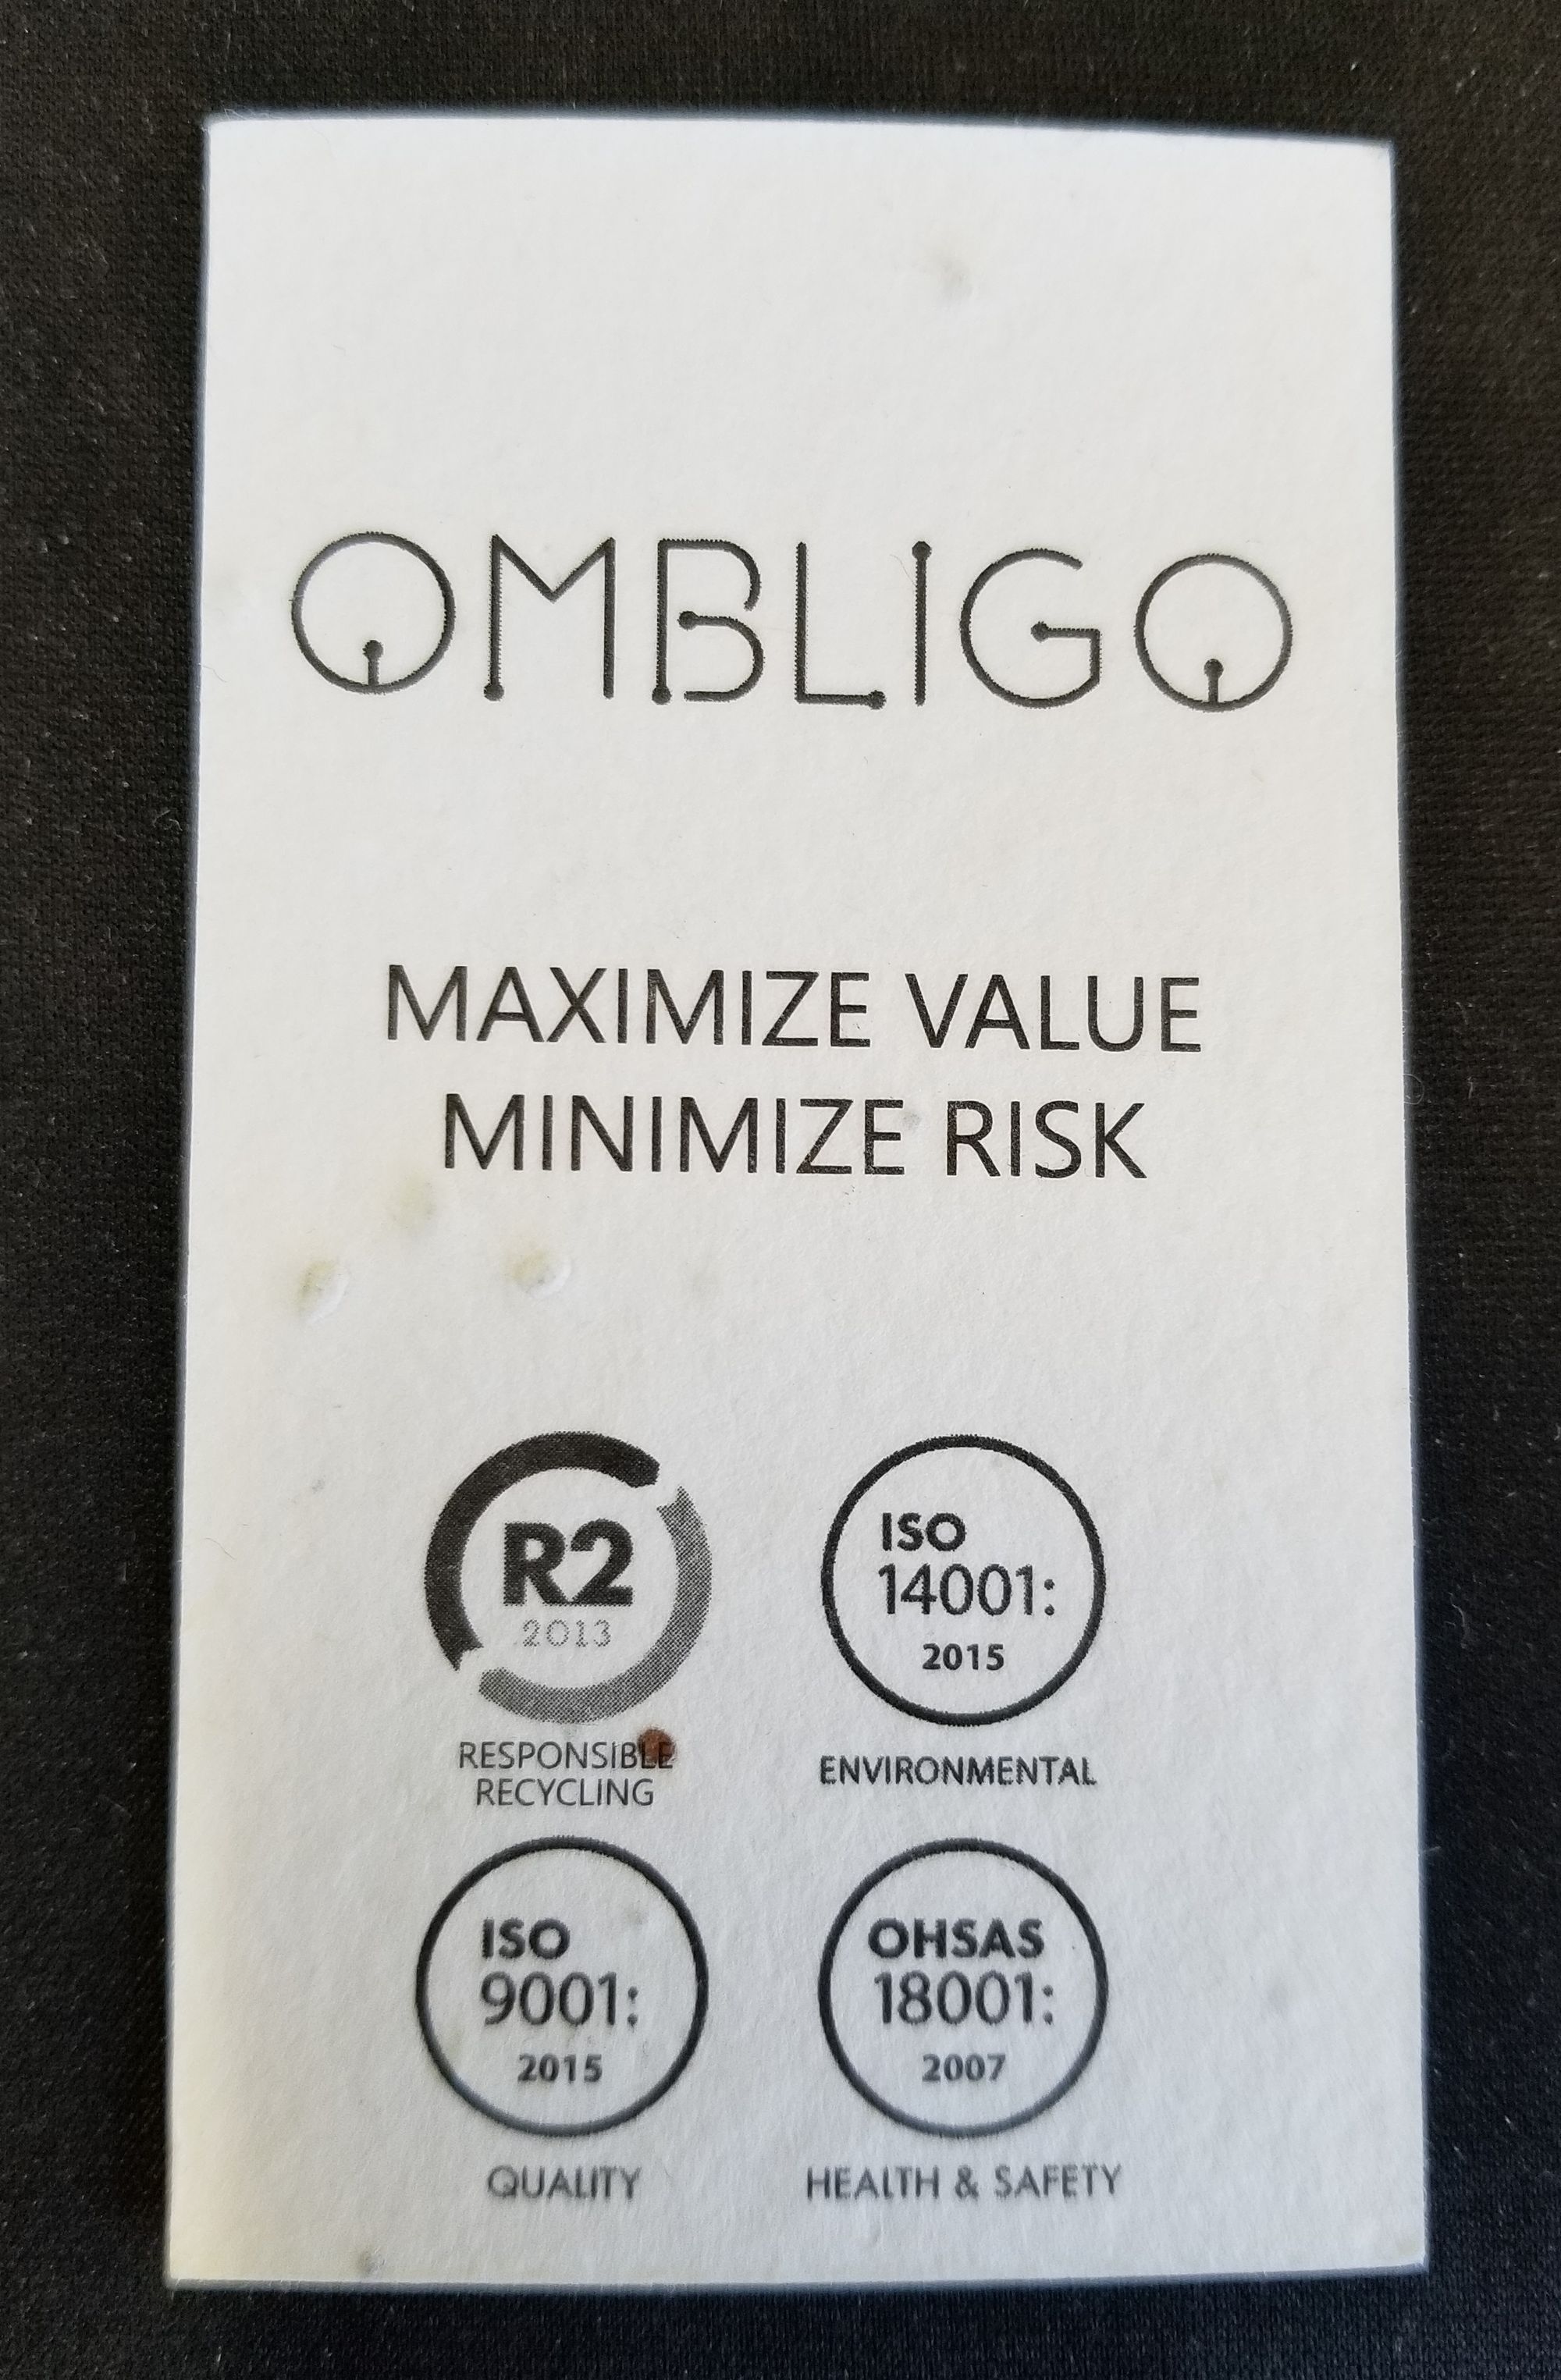 OMBLIGO
MAXIMIZE VALUE
MINIMIZE RISK
R2
2013
RESPONSIBLE
RECYCLING
ISO
14001:
2015
ENVIRONMENTAL
ISO
9001:
2015
QUALITY
OHSAS
18001:
2007
HEALTH & SAFETY